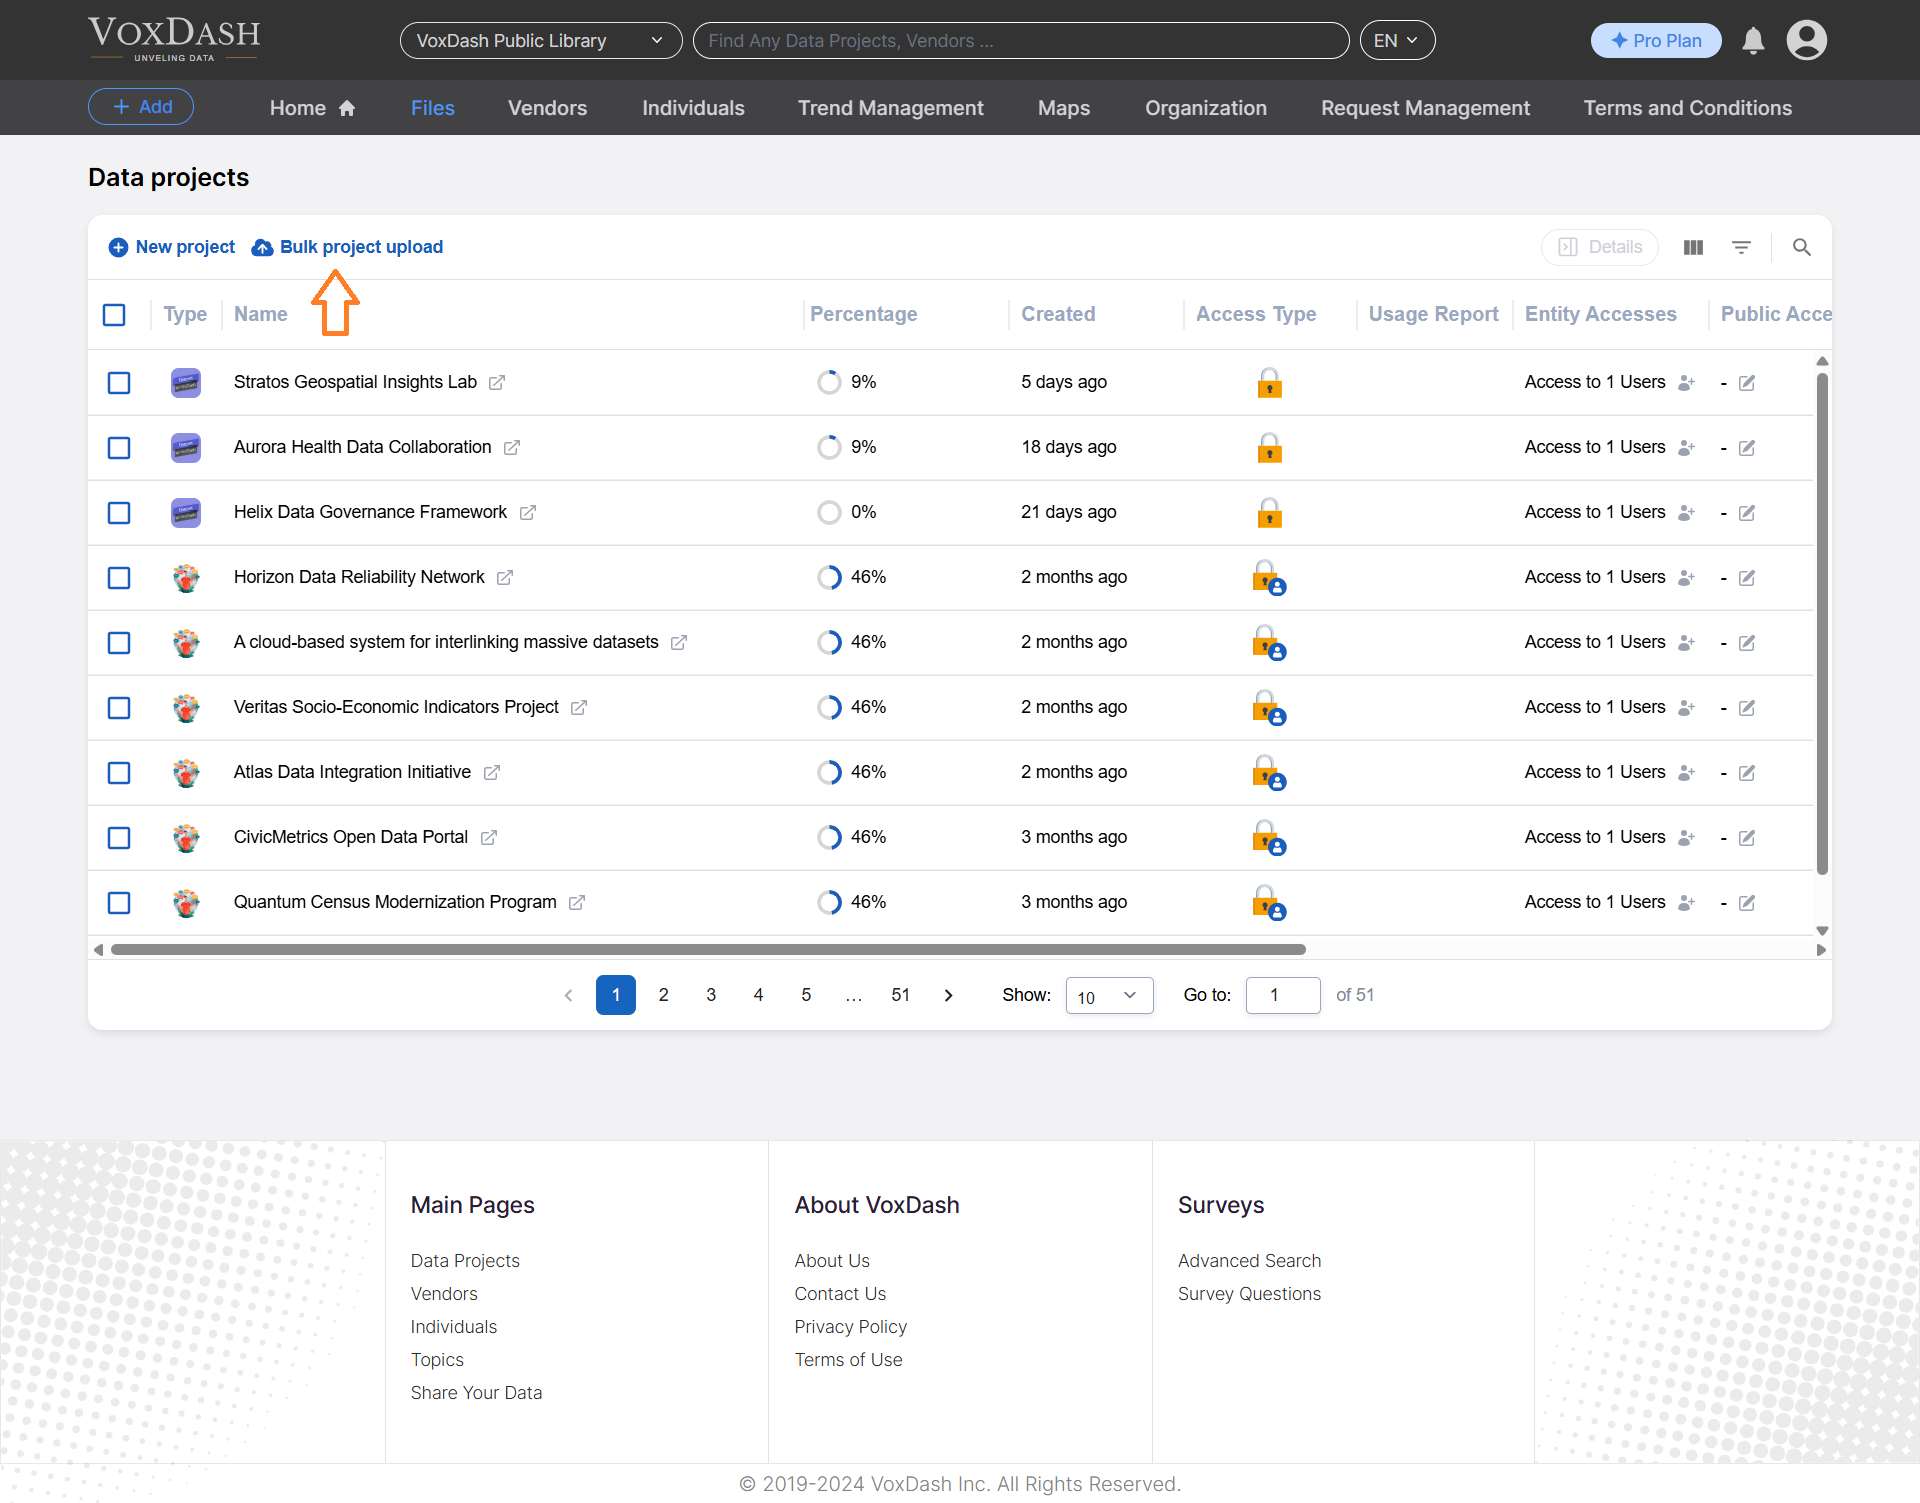 VOXDASH
UNVELING DATA
VoxDash Public Library
Find Any Data Projects, Vendors ...
EN
Pro Plan
+ Add
Home
Files
Vendors
Individuals
Trend Management
Maps
Organization
Request Management
Terms and Conditions
Data projects
New project
Bulk project upload
Details
Type Name Percentage Created Access Type Usage Report Entity Accesses Public Acce
Stratos Geospatial Insights Lab 9% 5 days ago Access to 1 Users -
Aurora Health Data Collaboration 9% 18 days ago Access to 1 Users -
Helix Data Governance Framework 0% 21 days ago Access to 1 Users -
Horizon Data Reliability Network 46% 2 months ago Access to 1 Users -
A cloud-based system for interlinking massive datasets 46% 2 months ago Access to 1 Users -
Veritas Socio-Economic Indicators Project 46% 2 months ago Access to 1 Users -
Atlas Data Integration Initiative 46% 2 months ago Access to 1 Users -
CivicMetrics Open Data Portal 46% 3 months ago Access to 1 Users -
Quantum Census Modernization Program 46% 3 months ago Access to 1 Users -
1 2 3 4 5 ... 51 Show: 10 Go to: 1 of 51
Main Pages
Data Projects
Vendors
Individuals
Topics
Share Your Data
About VoxDash
About Us
Contact Us
Privacy Policy
Terms of Use
Surveys
Advanced Search
Survey Questions
© 2019-2024 VoxDash Inc. All Rights Reserved.